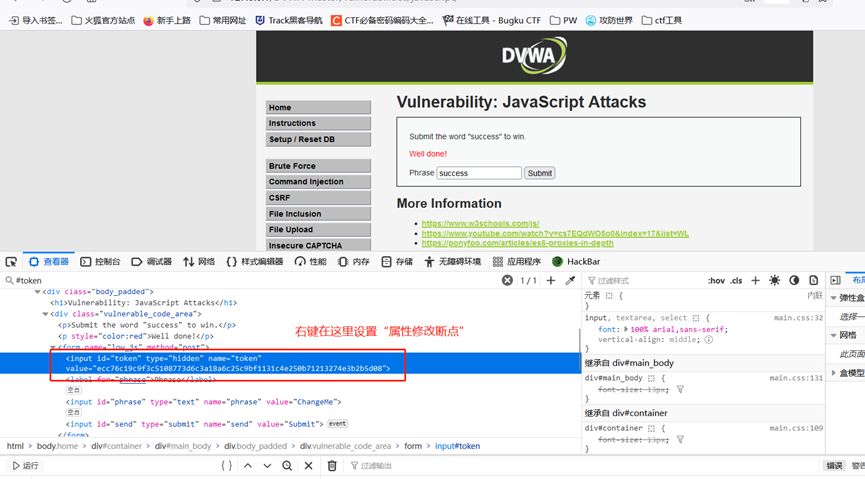 导入书签... 火狐官方站点 新手上路 常用网址 Track黑客导航 CTF必备密码编码大全... 在线工具 - Bugku CTF PW 攻防世界 ctf工具
DVWA
Home
Instructions
Setup / Reset DB
Brute Force
Command Injection
CSRF
File Inclusion
File Upload
Insecure CAPTCHA
Vulnerability: JavaScript Attacks
Submit the word "success" to win.
Well done!
Phrase success Submit
More Information
https://www.w3schools.com/js/
https://www.youtube.com/watch?v=cs7EQdWO5o0&index=17&list=WL
https://ponyfoo.com/articles/es6-proxies-in-depth
查看器 控制台 调试器 网络 样式编辑器 性能 内存 存储 无障碍环境 应用程序 HackBar
#token 1 / 1
<div class="body_padded">
<h1>Vulnerability: JavaScript Attacks</h1>
<div class="vulnerable_code_area">
<p>Submit the word "success" to win.</p>
<p style="color:red">Well done!</p>
<form name="low_js" method="post">
<input id="token" type="hidden" name="token"
value="ecc76c19c9f3c5108773d6c3a18a6c25c9bf1131c4e250b71213274e3b2b5d08">
<label for="phrase">Phrase</label>
空白
<input id="phrase" type="text" name="phrase" value="ChangeMe">
空白
<input id="send" type="submit" name="send" value="Submit"> event
</form>
右键在这里设置“属性修改断点”
html body.home div#container div#main_body div.body_padded div.vulnerable_code_area form input#token
过滤样式 :hov .cls
元素 { 内联
}
input, textarea, select { main.css:32
font: 100% arial,sans-serif;
vertical-align: middle;
}
继承自 div#main_body
div#main_body { main.css:131
font-size: 13px;
}
继承自 div#container
div#container { main.css:109
font-size: 13px;
}
布局
弹性盒
选择一
网格
此页面
盒模型
运行 { } 过滤输出 错误 警告